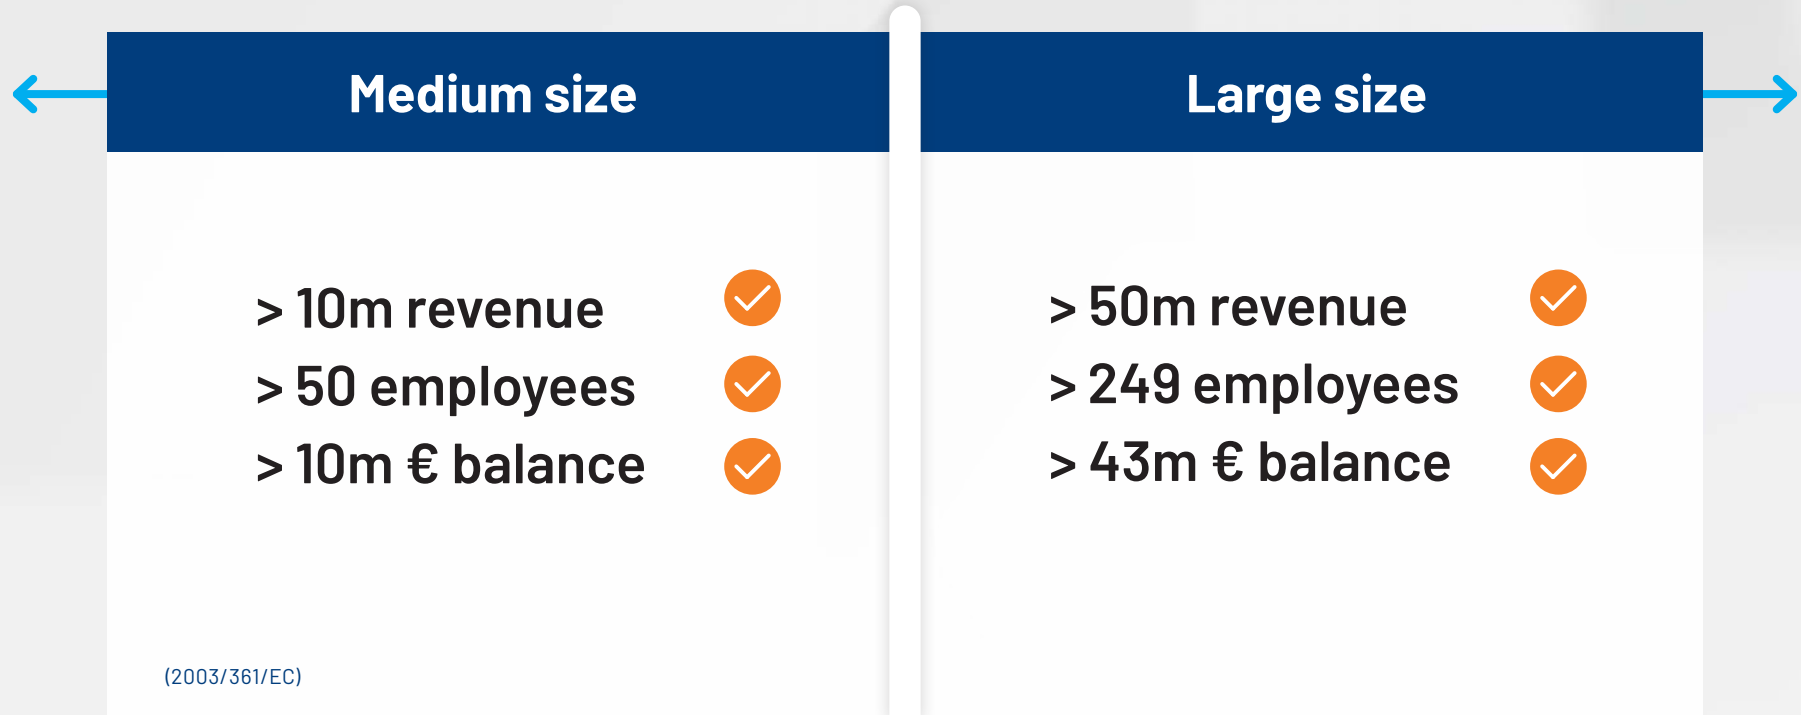 Medium size
> 10m revenue
> 50 employees
> 10m € balance
(2003/361/EC)
Large size
> 50m revenue
> 249 employees
> 43m € balance